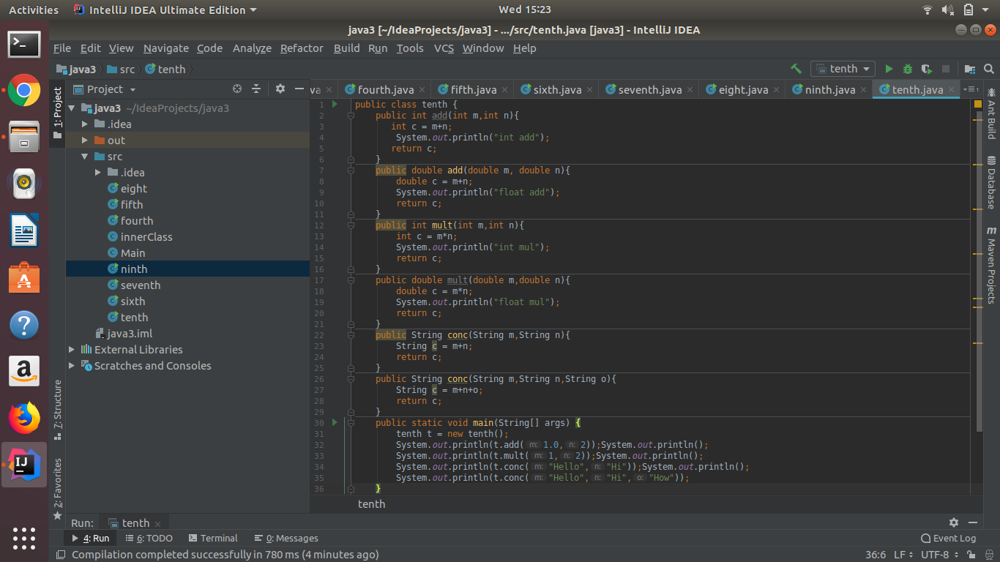 Activities IntelliJ IDEA Ultimate Edition Wed 15:23
java3 [~/IdeaProjects/java3] - .../src/tenth.java [java3] - IntelliJ IDEA
File Edit View Navigate Code Analyze Refactor Build Run Tools VCS Window Help
java3 src tenth tenth
1: Project
Project
va fourth.java fifth.java sixth.java seventh.java eight.java ninth.java tenth.java
java3 ~/IdeaProjects/java3
.idea
out
src
.idea
eight
fifth
fourth
innerClass
Main
ninth
seventh
sixth
tenth
java3.iml
External Libraries
Scratches and Consoles
7: Structure
2: Favorites
1 public class tenth {
2 public int add(int m,int n){
3 int c = m+n;
4 System.out.println("int add");
5 return c;
6 }
7 public double add(double m, double n){
8 double c = m+n;
9 System.out.println("float add");
10 return c;
11 }
12 public int mult(int m,int n){
13 int c = m*n;
14 System.out.println("int mul");
15 return c;
16 }
17 public double mult(double m,double n){
18 double c = m*n;
19 System.out.println("float mul");
20 return c;
21 }
22 public String conc(String m,String n){
23 String c = m+n;
24 return c;
25 }
26 public String conc(String m,String n,String o){
27 String c = m+n+o;
28 return c;
29 }
30 public static void main(String[] args) {
31 tenth t = new tenth();
32 System.out.println(t.add( m: 1.0, n: 2));System.out.println();
33 System.out.println(t.mult( m: 1, n: 2));System.out.println();
34 System.out.println(t.conc( m: "Hello", n: "Hi"));System.out.println();
35 System.out.println(t.conc( m: "Hello", n: "Hi", o: "How"));
36 }
tenth
Ant Build
Database
Maven Projects
Run: tenth
4: Run 6: TODO Terminal 0: Messages Event Log
Compilation completed successfully in 780 ms (4 minutes ago) 36:6 LF UTF-8